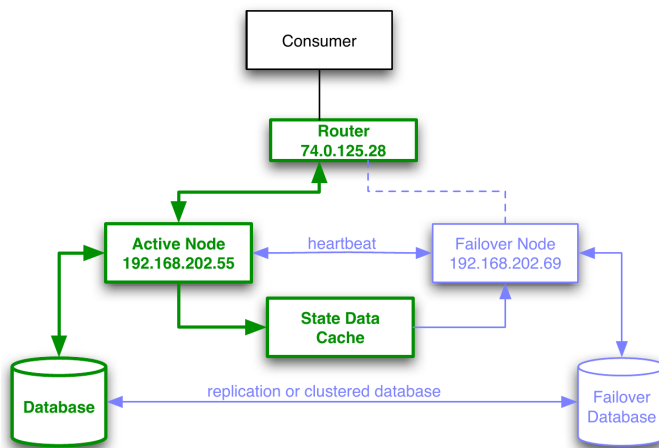 Consumer
Router
74.0.125.28
Active Node
192.168.202.55
heartbeat
Failover Node
192.168.202.69
State Data
Cache
replication or clustered database
Database
Failover
Database